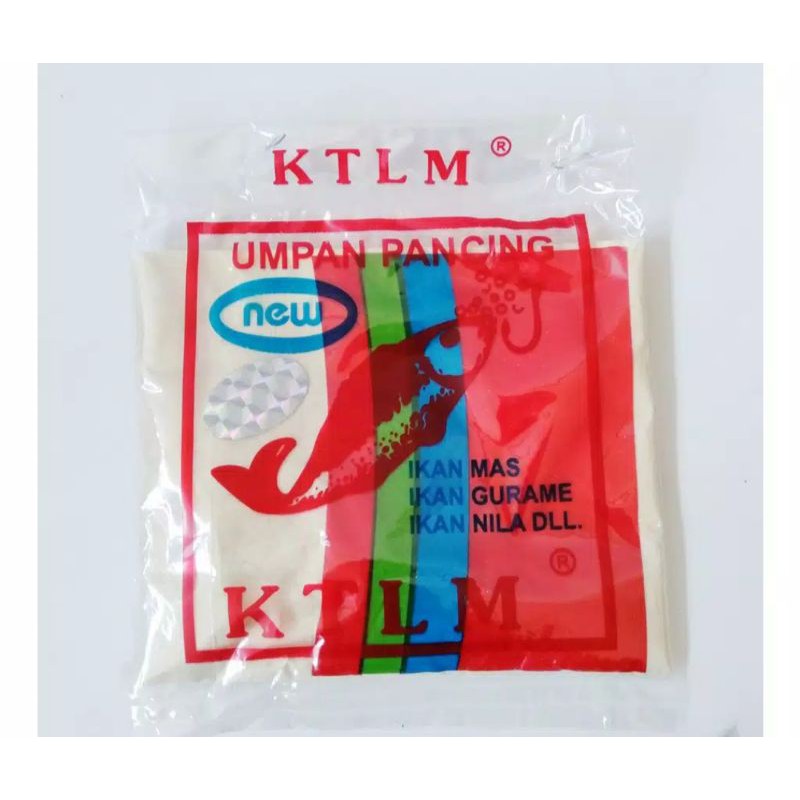 KTLM ®
UMPAN PANCING
new
IKAN MAS
IKAN GURAME
IKAN NILA DLL.
®
KTLM